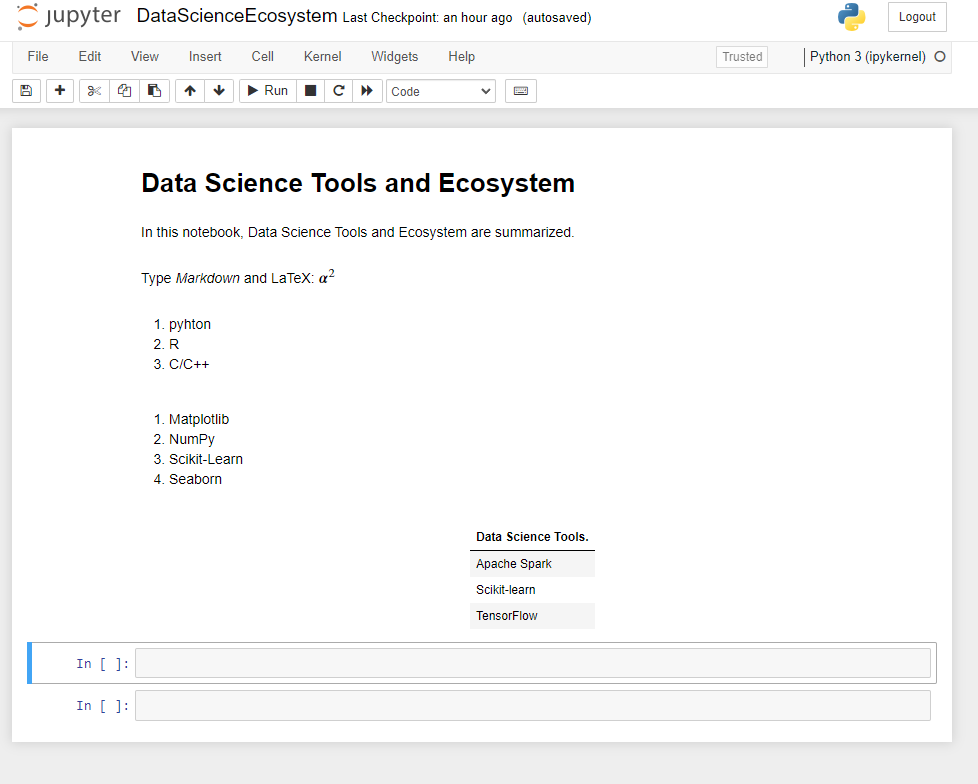 jupyter DataScienceEcosystem Last Checkpoint: an hour ago (autosaved) Logout
File Edit View Insert Cell Kernel Widgets Help Trusted Python 3 (ipykernel)
Run Code
Data Science Tools and Ecosystem
In this notebook, Data Science Tools and Ecosystem are summarized.
Type Markdown and LaTeX: α²
1. pyhton
2. R
3. C/C++
1. Matplotlib
2. NumPy
3. Scikit-Learn
4. Seaborn
Data Science Tools.
Apache Spark
Scikit-learn
TensorFlow
In [ ]:
In [ ]: